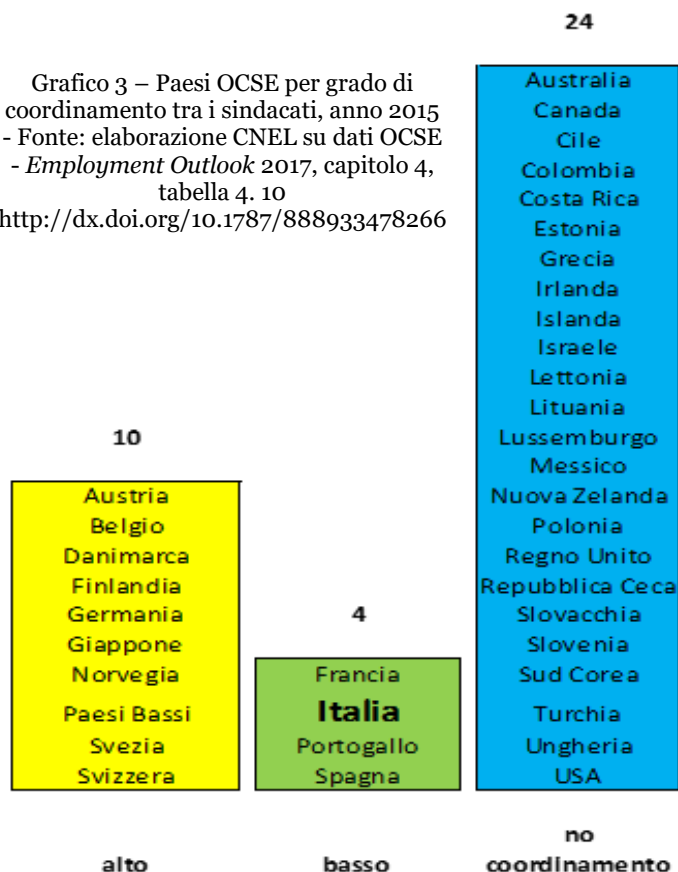 24
Grafico 3 – Paesi OCSE per grado di
coordinamento tra i sindacati, anno 2015
- Fonte: elaborazione CNEL su dati OCSE
- Employment Outlook 2017, capitolo 4,
tabella 4. 10
http://dx.doi.org/10.1787/888933478266
10
Austria
Belgio
Danimarca
Finlandia
Germania
Giappone
Norvegia
Paesi Bassi
Svezia
Svizzera
alto
4
Francia
Italia
Portogallo
Spagna
basso
Australia
Canada
Cile
Colombia
Costa Rica
Estonia
Grecia
Irlanda
Islanda
Israele
Lettonia
Lituania
Lussemburgo
Messico
Nuova Zelanda
Polonia
Regno Unito
Repubblica Ceca
Slovacchia
Slovenia
Sud Corea
Turchia
Ungheria
USA
no
coordinamento